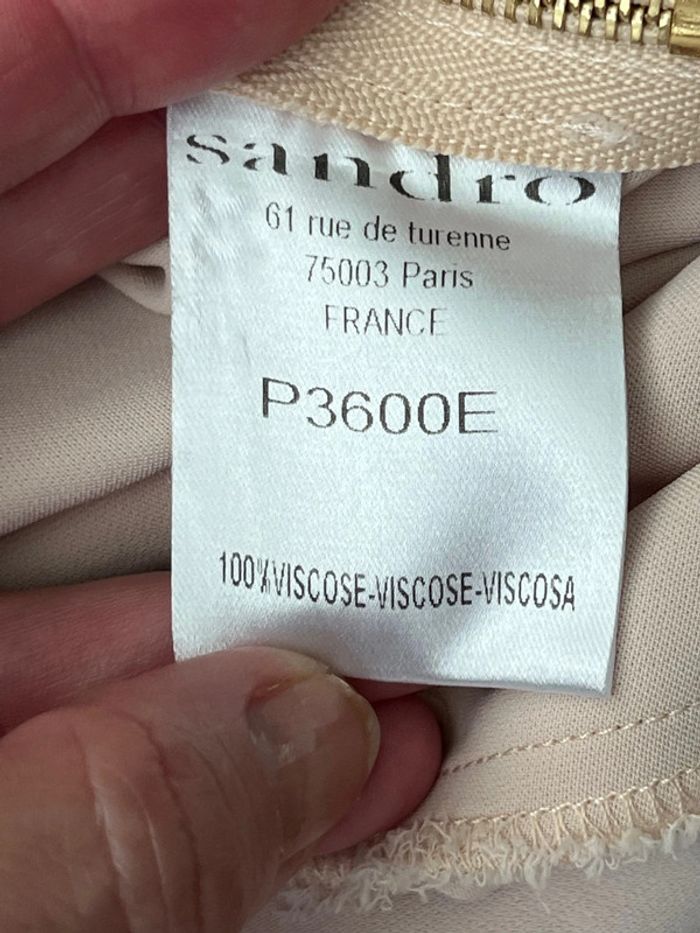 sandro
61 rue de turenne
75003 Paris
FRANCE
P3600E
100%VISCOSE-VISCOSE-VISCOSA